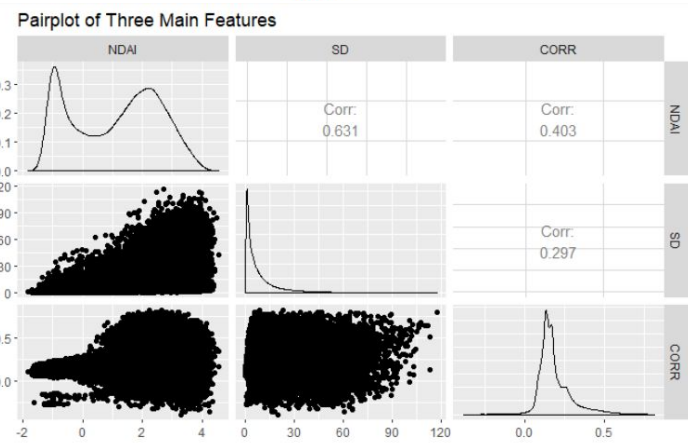 Pairplot of Three Main Features
NDAI SD CORR
0.3
0.2
0.1
0.0
Corr:
0.631
Corr:
0.403
NDAI
90
60
30
0
Corr:
0.297
SD
0.5
0.0
CORR
-2 0 2 4 0 30 60 90 120 0.0 0.5